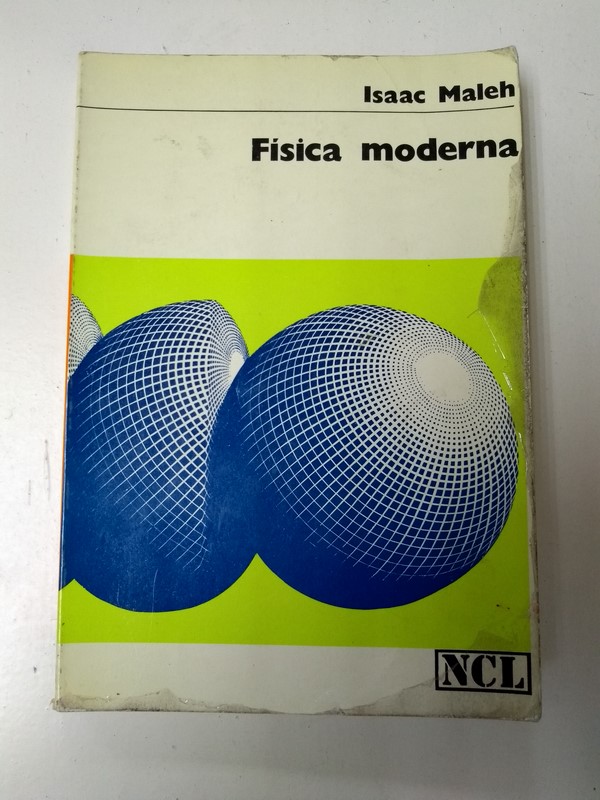 Isaac Maleh
Física moderna
NCL